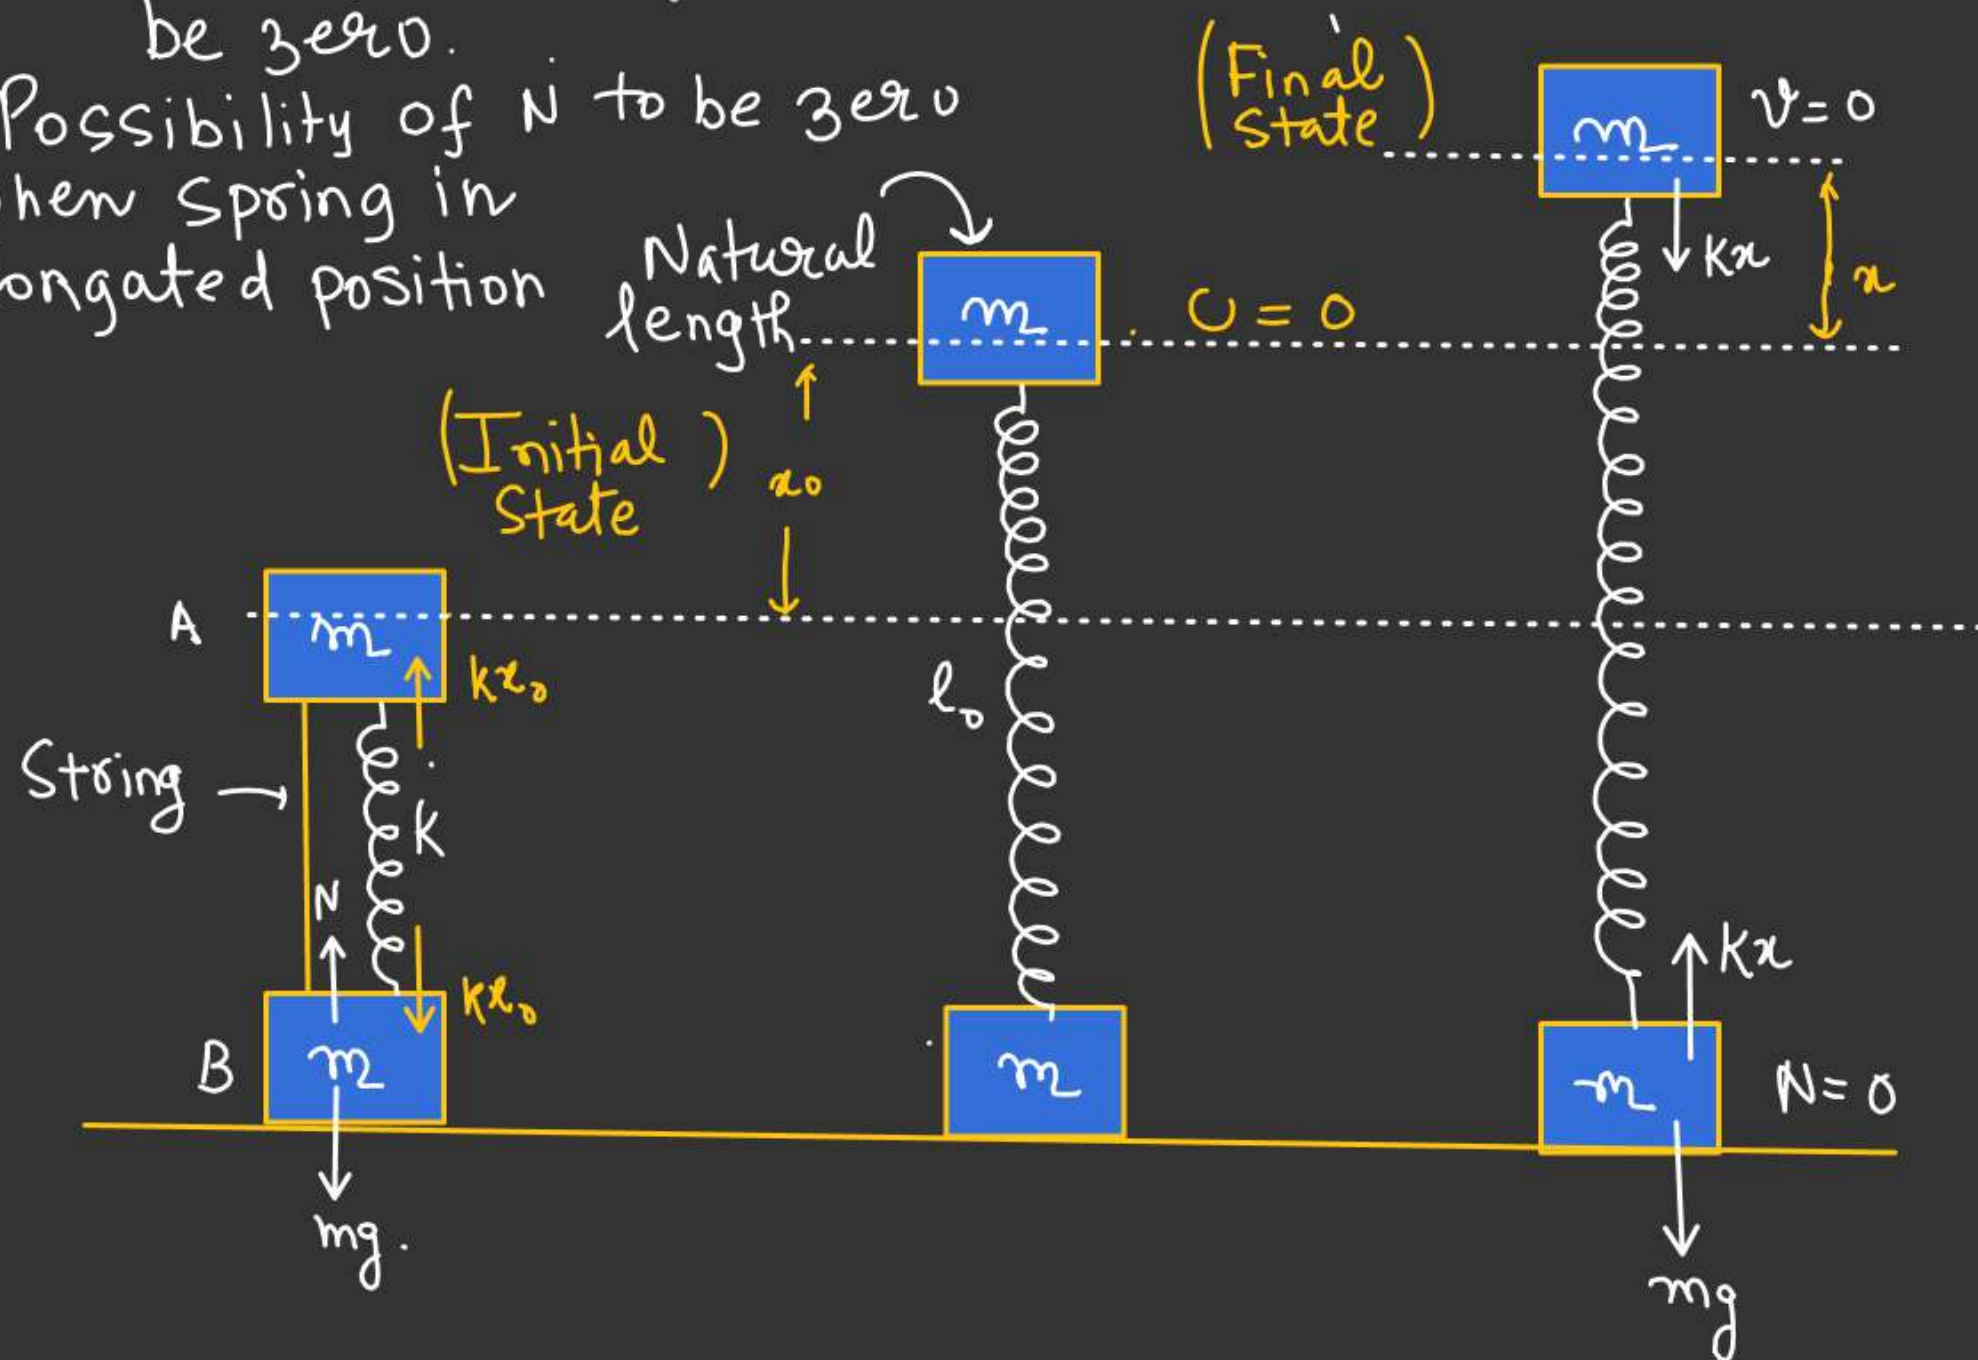 be zero.
Possibility of N to be zero
hen spring in
ongated position
(Final State)
m
v=0
kx
x
Natural length
m
U = 0
(Initial State)
x₀
A
m
kx₀
l₀
String
K
N
kx₀
B
m
mg.
m
kx
m
N=0
mg